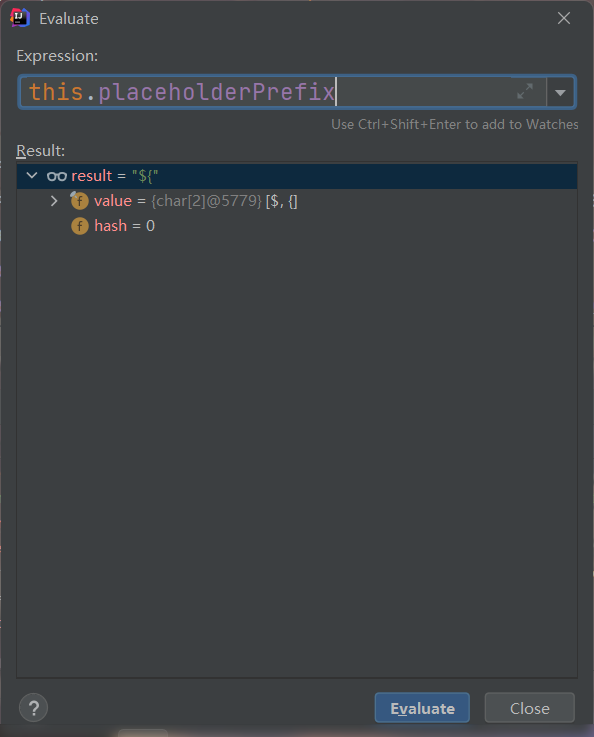 Evaluate
Expression:
this.placeholderPrefix
Use Ctrl+Shift+Enter to add to Watches
Result:
result = "${"
value = {char[2]@5779} [$, {]
hash = 0
? Evaluate Close